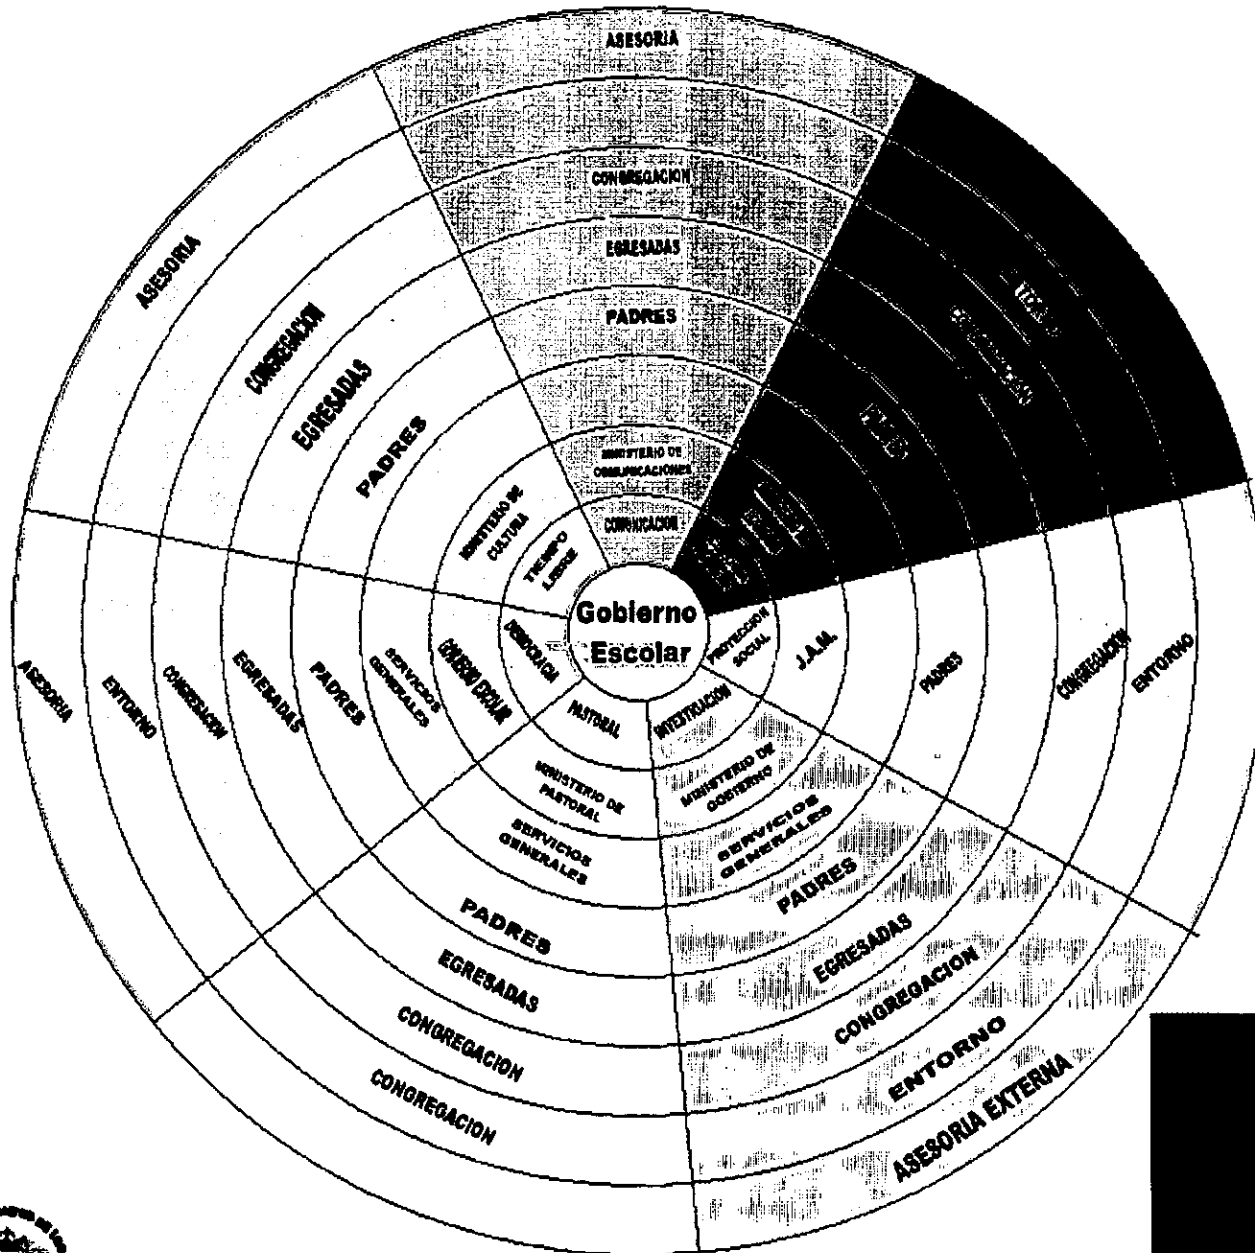 ASESORIA
CONGREGACION
EGRESADAS
PADRES
MINISTERIO DE
COMUNICACIONES
COMUNICACION
ASESORIA
CONGREGACION
EGRESADAS
PADRES
MINISTERIO DE
CULTURA
TIEMPO
LIBRE
Gobierno
Escolar
PROYECCION
SOCIAL
J.A.M.
PADRES
CONGREGACION
ENTORNO
INVESTIGACION
MINISTERIO DE
GOBIERNO
SERVICIOS
GENERALES
PADRES
EGRESADAS
CONGREGACION
ENTORNO
ASESORIA EXTERNA
PASTORAL
MINISTERIO DE
PASTORAL
SERVICIOS
GENERALES
PADRES
EGRESADAS
CONGREGACION
CONGREGACION
DEMOCRACIA
ESCOLAR
SERVICIOS
GENERALES
PADRES
EGRESADAS
CONGREGACION
ENTORNO
ASESORIA